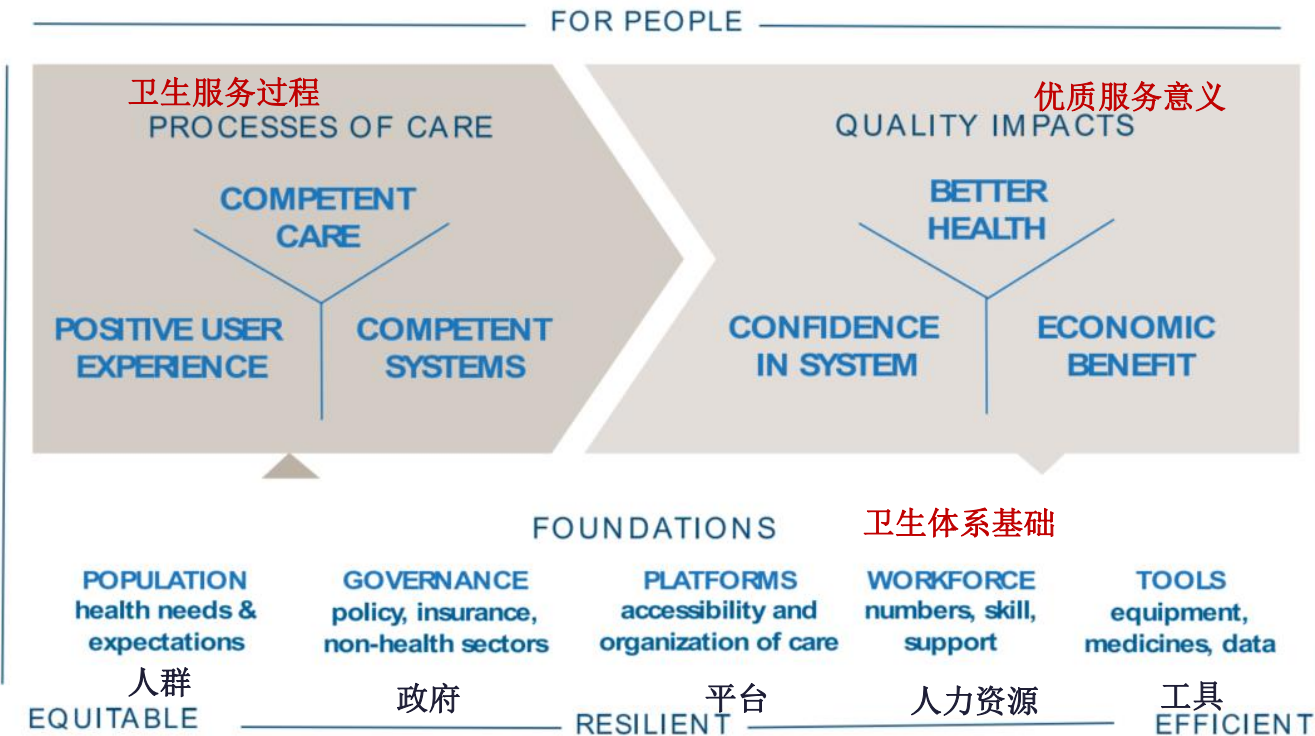 FOR PEOPLE
卫生服务过程
PROCESSES OF CARE
COMPETENT
CARE
POSITIVE USER
EXPERIENCE
COMPETENT
SYSTEMS
优质服务意义
QUALITY IMPACTS
BETTER
HEALTH
CONFIDENCE
IN SYSTEM
ECONOMIC
BENEFIT
FOUNDATIONS
卫生体系基础
POPULATION
health needs &
expectations
人群
GOVERNANCE
policy, insurance,
non-health sectors
政府
PLATFORMS
accessibility and
organization of care
平台
WORKFORCE
numbers, skill,
support
人力资源
TOOLS
equipment,
medicines, data
工具
EQUITABLE
RESILIENT
EFFICIENT